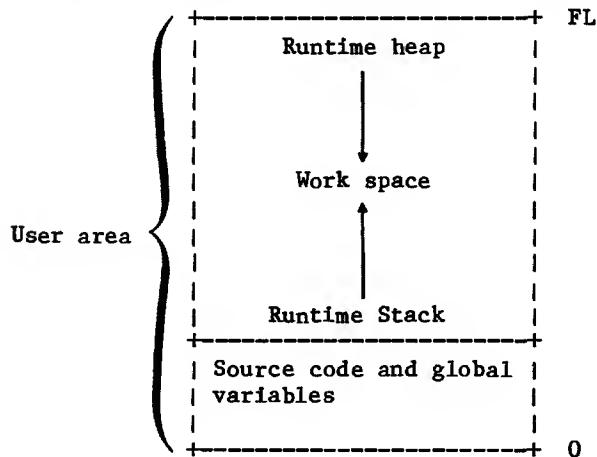 FL
Runtime heap
Work space
User area
Runtime Stack
Source code and global
variables
0